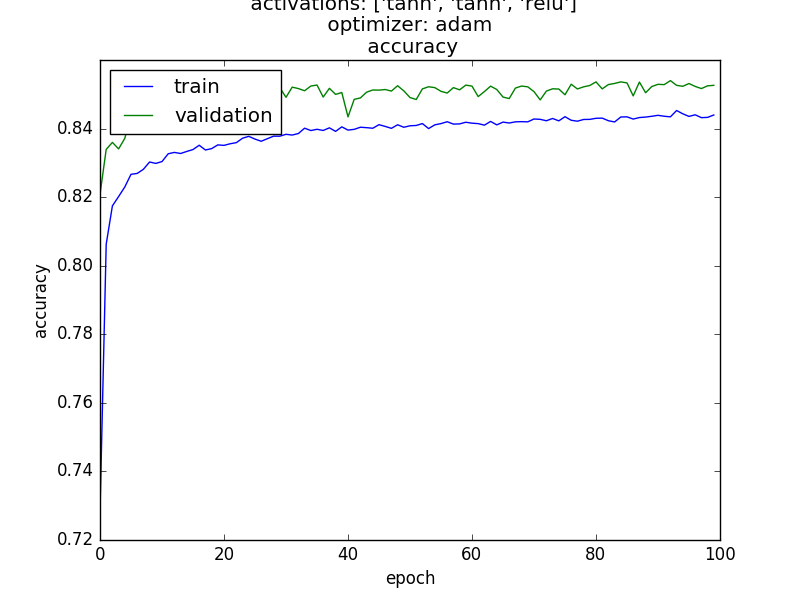 activations: ['tanh', 'tanh', 'relu']
optimizer: adam
accuracy
train
validation
0.84
0.82
0.80
0.78
0.76
0.74
0.72
accuracy
0 20 40 60 80 100
epoch